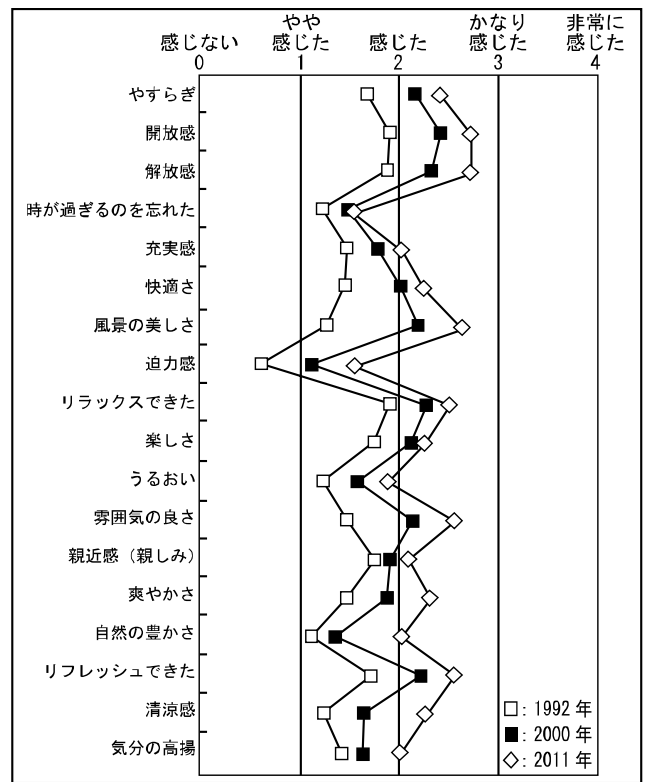 感じない やや感じた 感じた かなり感じた 非常に感じた
0 1 2 3 4
やすらぎ
開放感
解放感
時が過ぎるのを忘れた
充実感
快適さ
風景の美しさ
迫力感
リラックスできた
楽しさ
うるおい
雰囲気の良さ
親近感（親しみ）
爽やかさ
自然の豊かさ
リフレッシュできた
清涼感
気分の高揚
□: 1992 年
■: 2000 年
◇: 2011 年